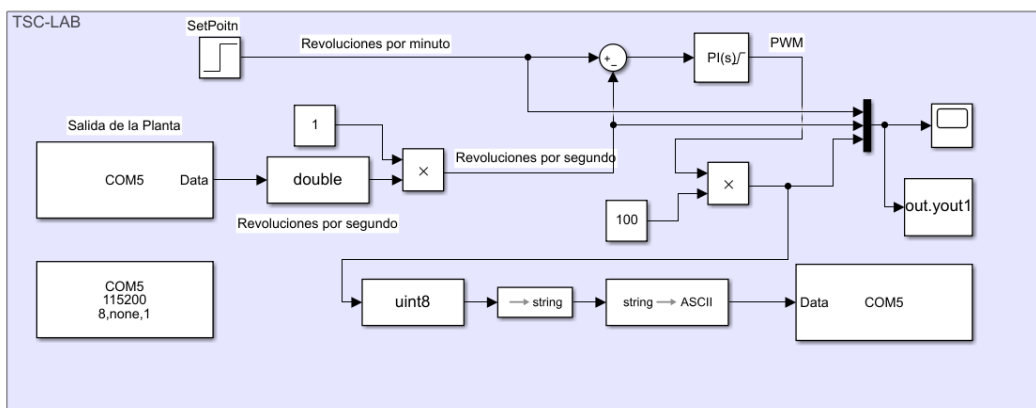 TSC-LAB
SetPoitn
Revoluciones por minuto
+
−
PI(s)
PWM
Salida de la Planta
COM5
Data
1
double
×
Revoluciones por segundo
Revoluciones por segundo
100
×
out.yout1
COM5
115200
8,none,1
uint8
string
string
ASCII
Data
COM5